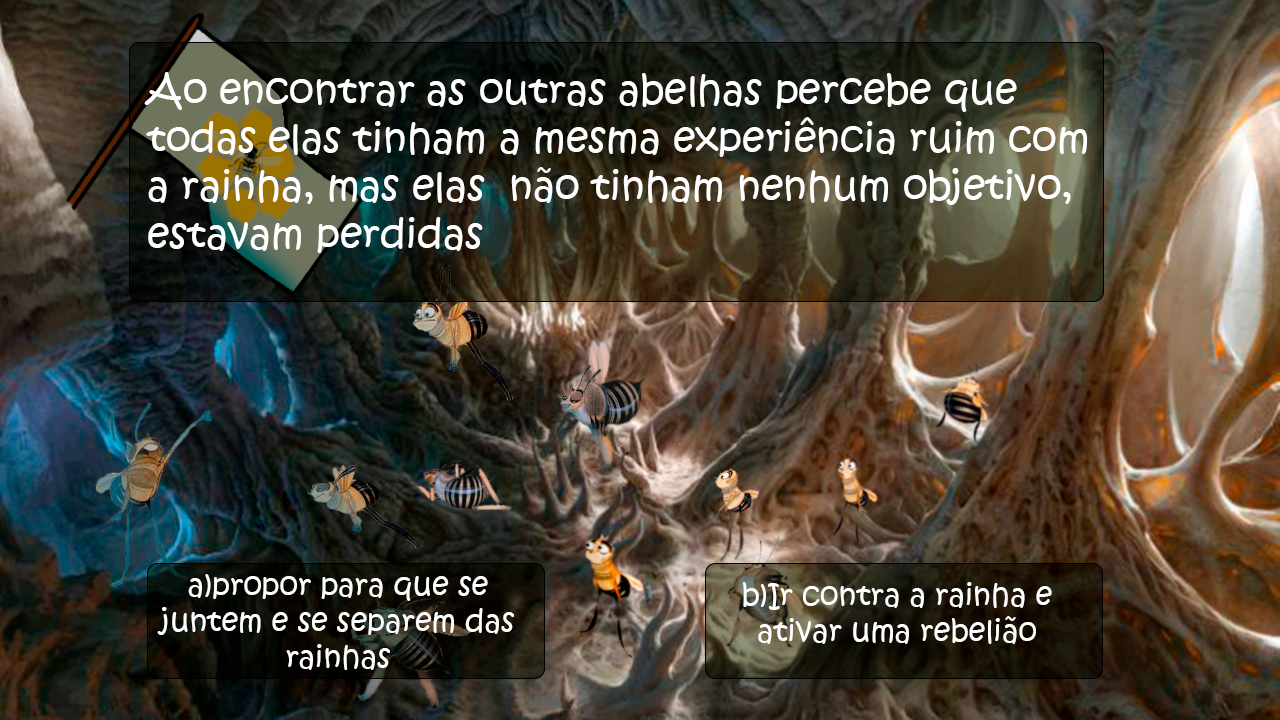 Ao encontrar as outras abelhas percebe que
todas elas tinham a mesma experiência ruim com
a rainha, mas elas  não tinham nenhum objetivo,
estavam perdidas
a)propor para que se
juntem e se separem das
rainhas
b)Ir contra a rainha e
ativar uma rebelião